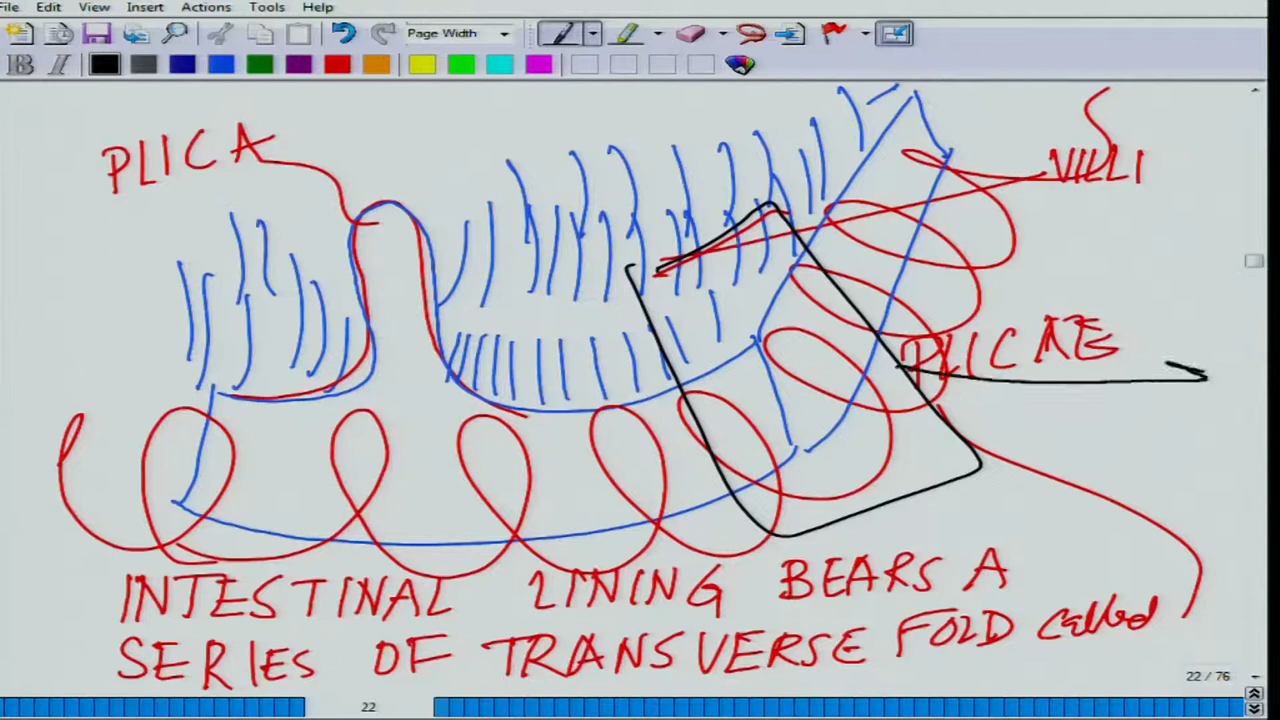 File Edit View Insert Actions Tools Help
Page Width
B I
PLICA
VILLI
PLICAE
INTESTINAL LINING BEARS A
SERIES OF TRANSVERSE FOLD called
22 / 76
22